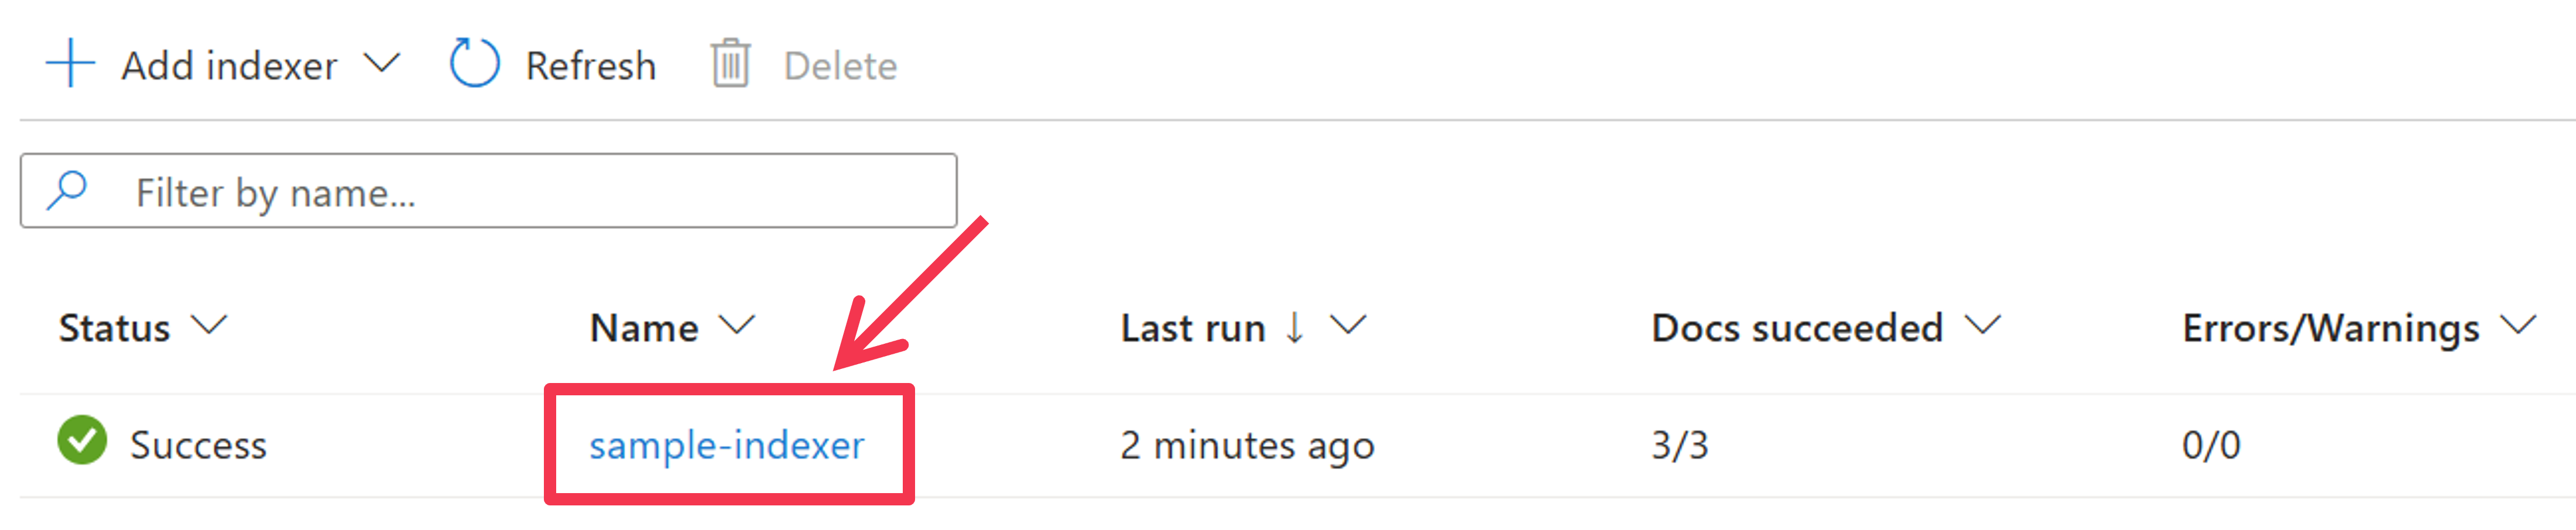 Add indexer Refresh Delete
Filter by name...
Status Name Last run ↓ Docs succeeded Errors/Warnings
Success sample-indexer 2 minutes ago 3/3 0/0